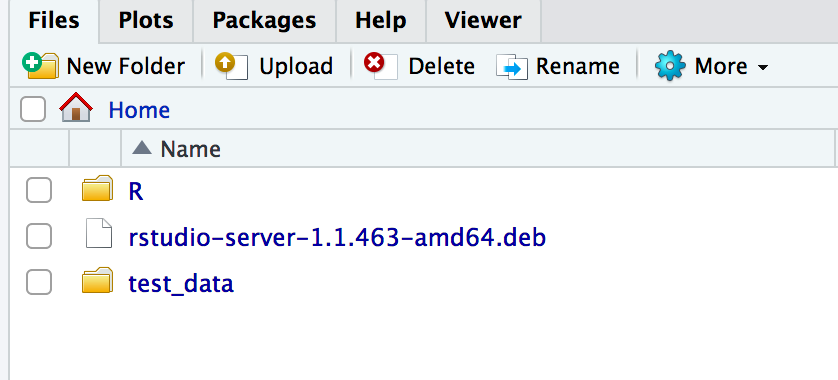 Files Plots Packages Help Viewer
New Folder Upload Delete Rename More
Home
Name
R
rstudio-server-1.1.463-amd64.deb
test_data